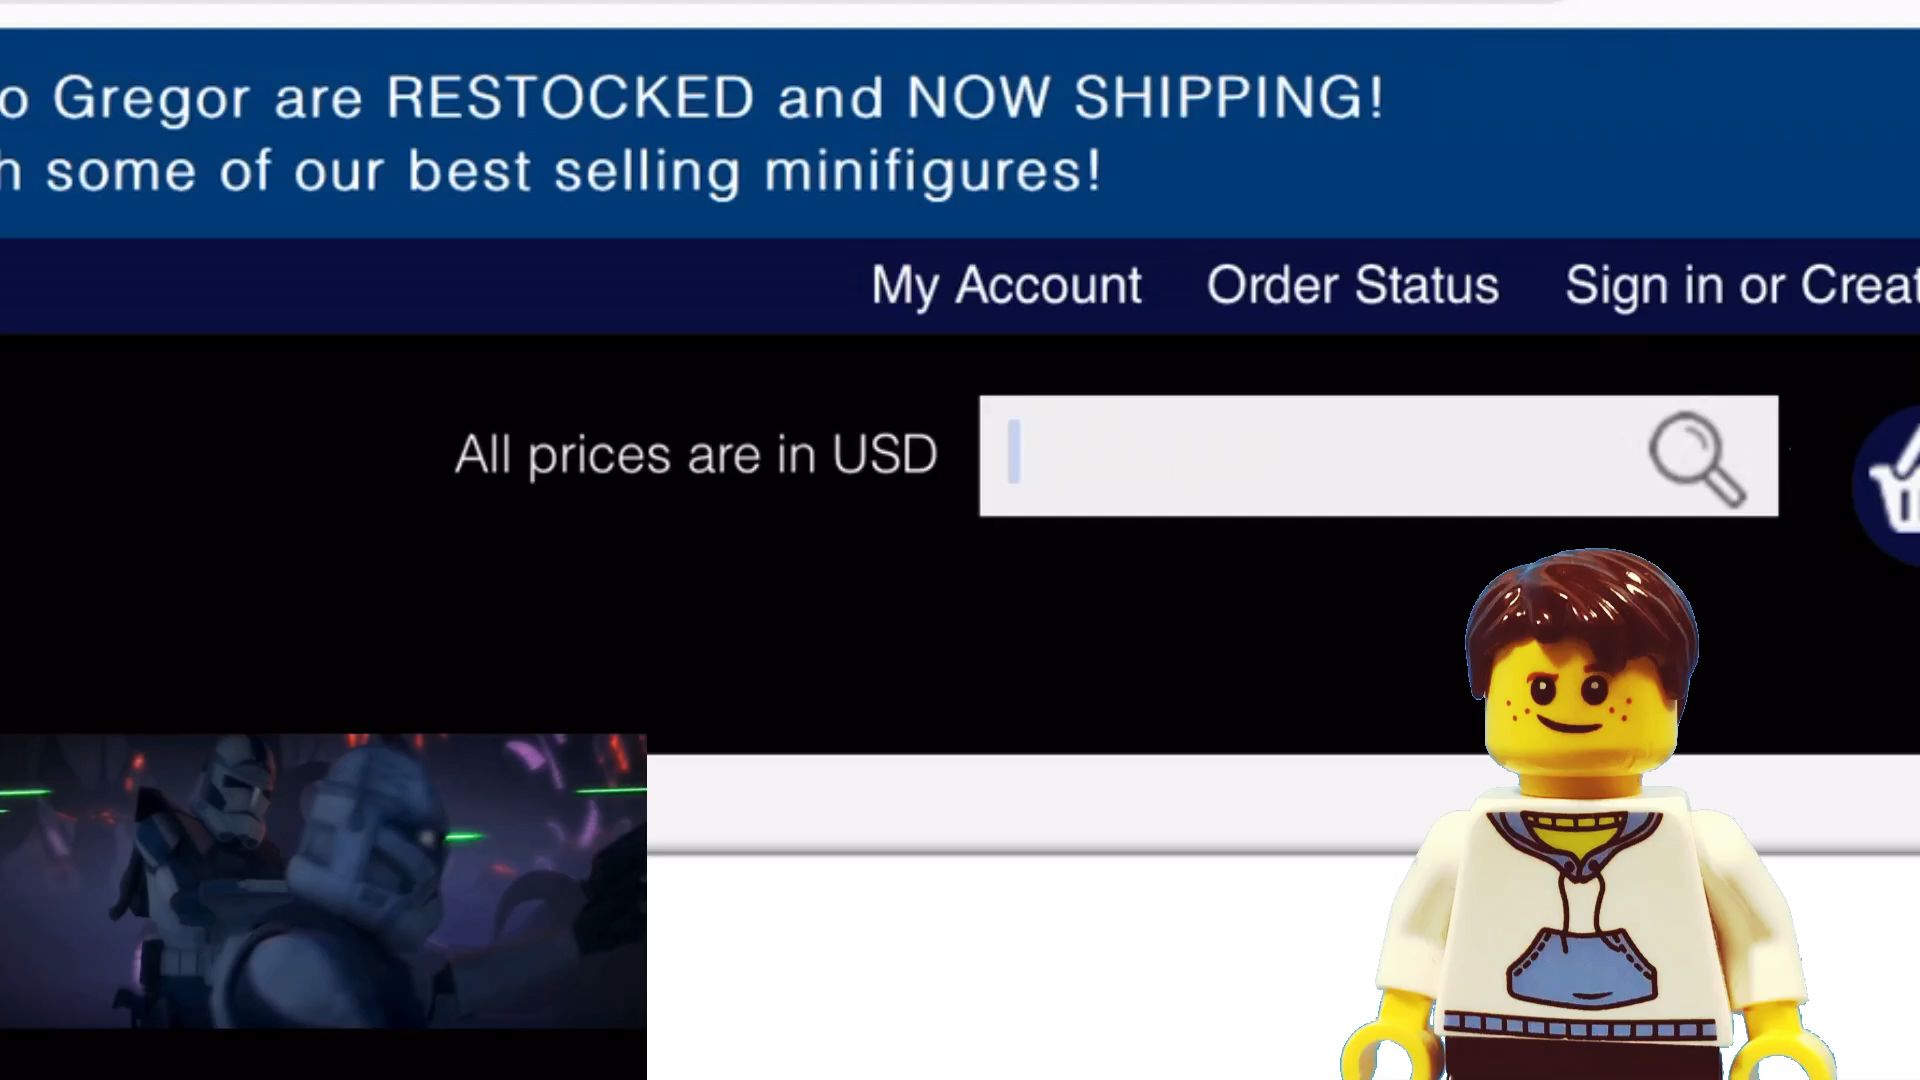 o Gregor are RESTOCKED and NOW SHIPPING!
h some of our best selling minifigures!
My Account Order Status Sign in or Creat
All prices are in USD